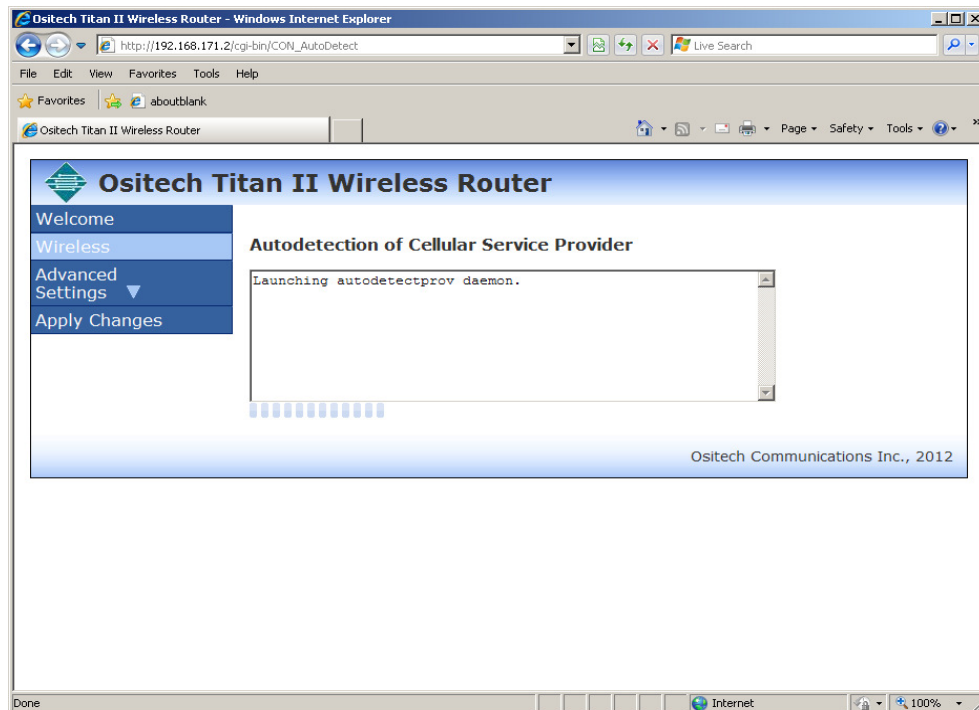 Ositech Titan II Wireless Router - Windows Internet Explorer
http://192.168.171.2/cgi-bin/CON_AutoDetect
Live Search
File Edit View Favorites Tools Help
Favorites aboutblank
Ositech Titan II Wireless Router
Page Safety Tools
Ositech Titan II Wireless Router
Welcome
Wireless
Advanced
Settings
Apply Changes
Autodetection of Cellular Service Provider
Launching autodetectprov daemon.
Ositech Communications Inc., 2012
Done
Internet
100%